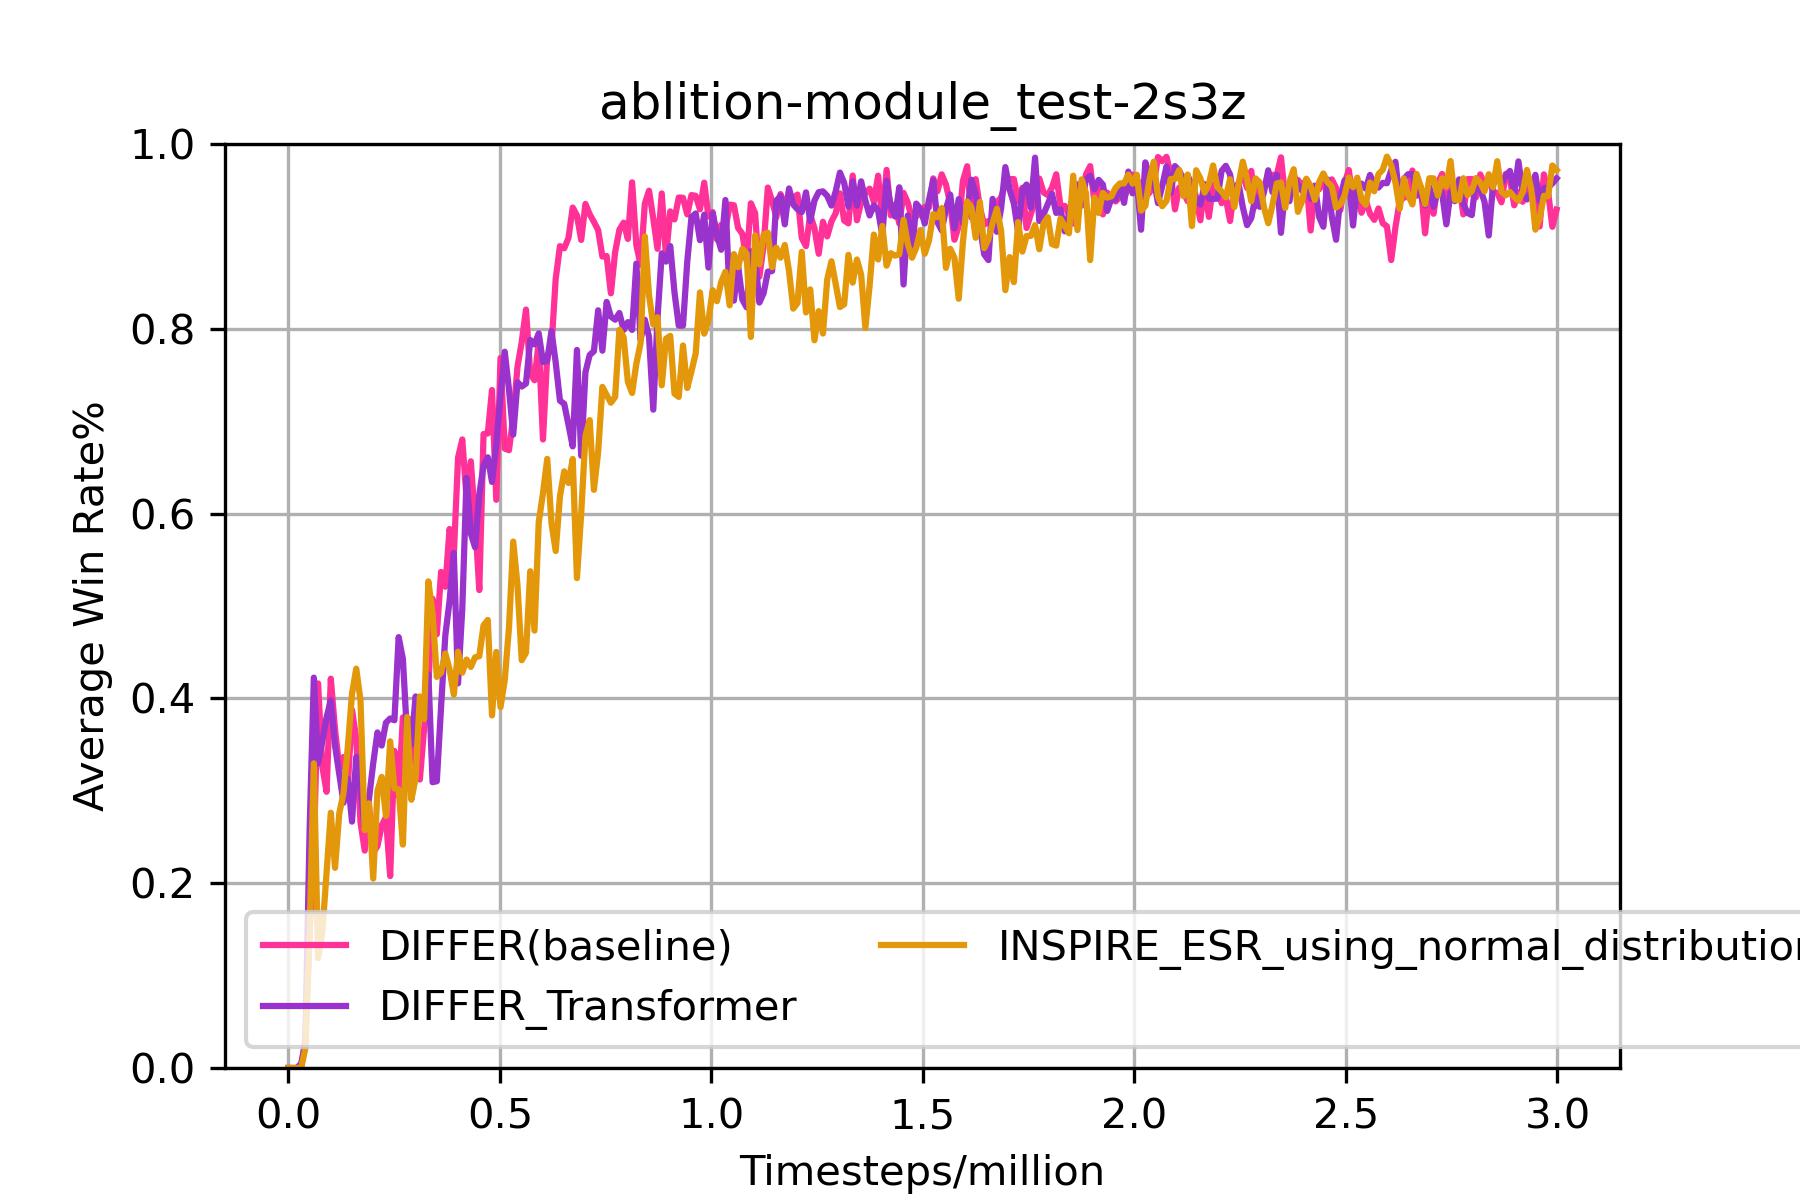 ablition-module_test-2s3z
1.0
0.8
0.6
0.4
0.2
0.0
Average Win Rate%
DIFFER(baseline)
DIFFER_Transformer
INSPIRE_ESR_using_normal_distribution
0.0 0.5 1.0 1.5 2.0 2.5 3.0
Timesteps/million